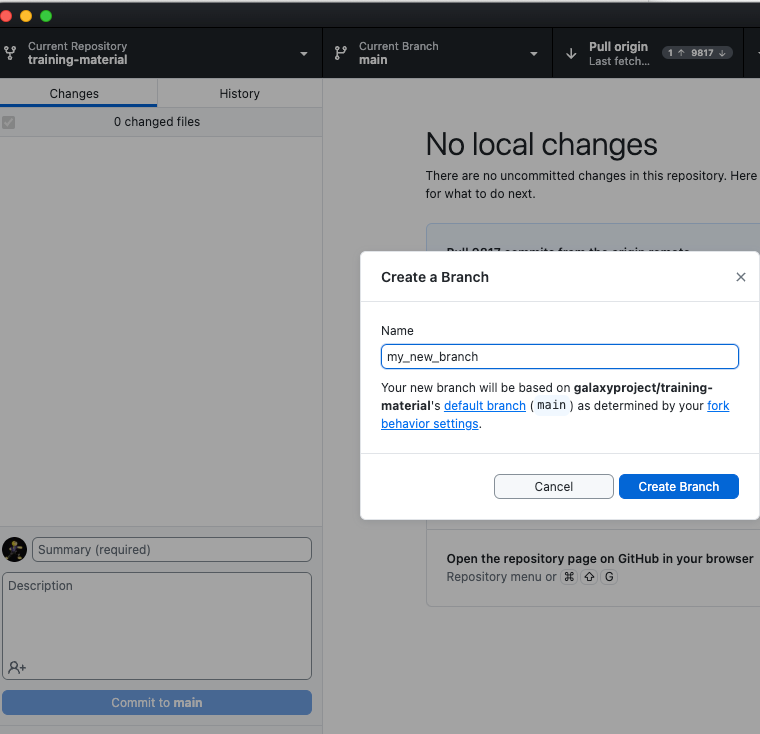 Current Repository
training-material
Current Branch
main
Pull origin
Last fetch...
1 ↑ 9817 ↓
Changes
History
0 changed files
No local changes
There are no uncommitted changes in this repository. Here
for what to do next.
Pull 9817 commits from the origin remote
Create a Branch
Name
my_new_branch
Your new branch will be based on galaxyproject/training-
material's default branch (main) as determined by your fork
behavior settings.
Cancel
Create Branch
Open the repository page on GitHub in your browser
Repository menu or ⌘ ⇧ G
Summary (required)
Description
Commit to main